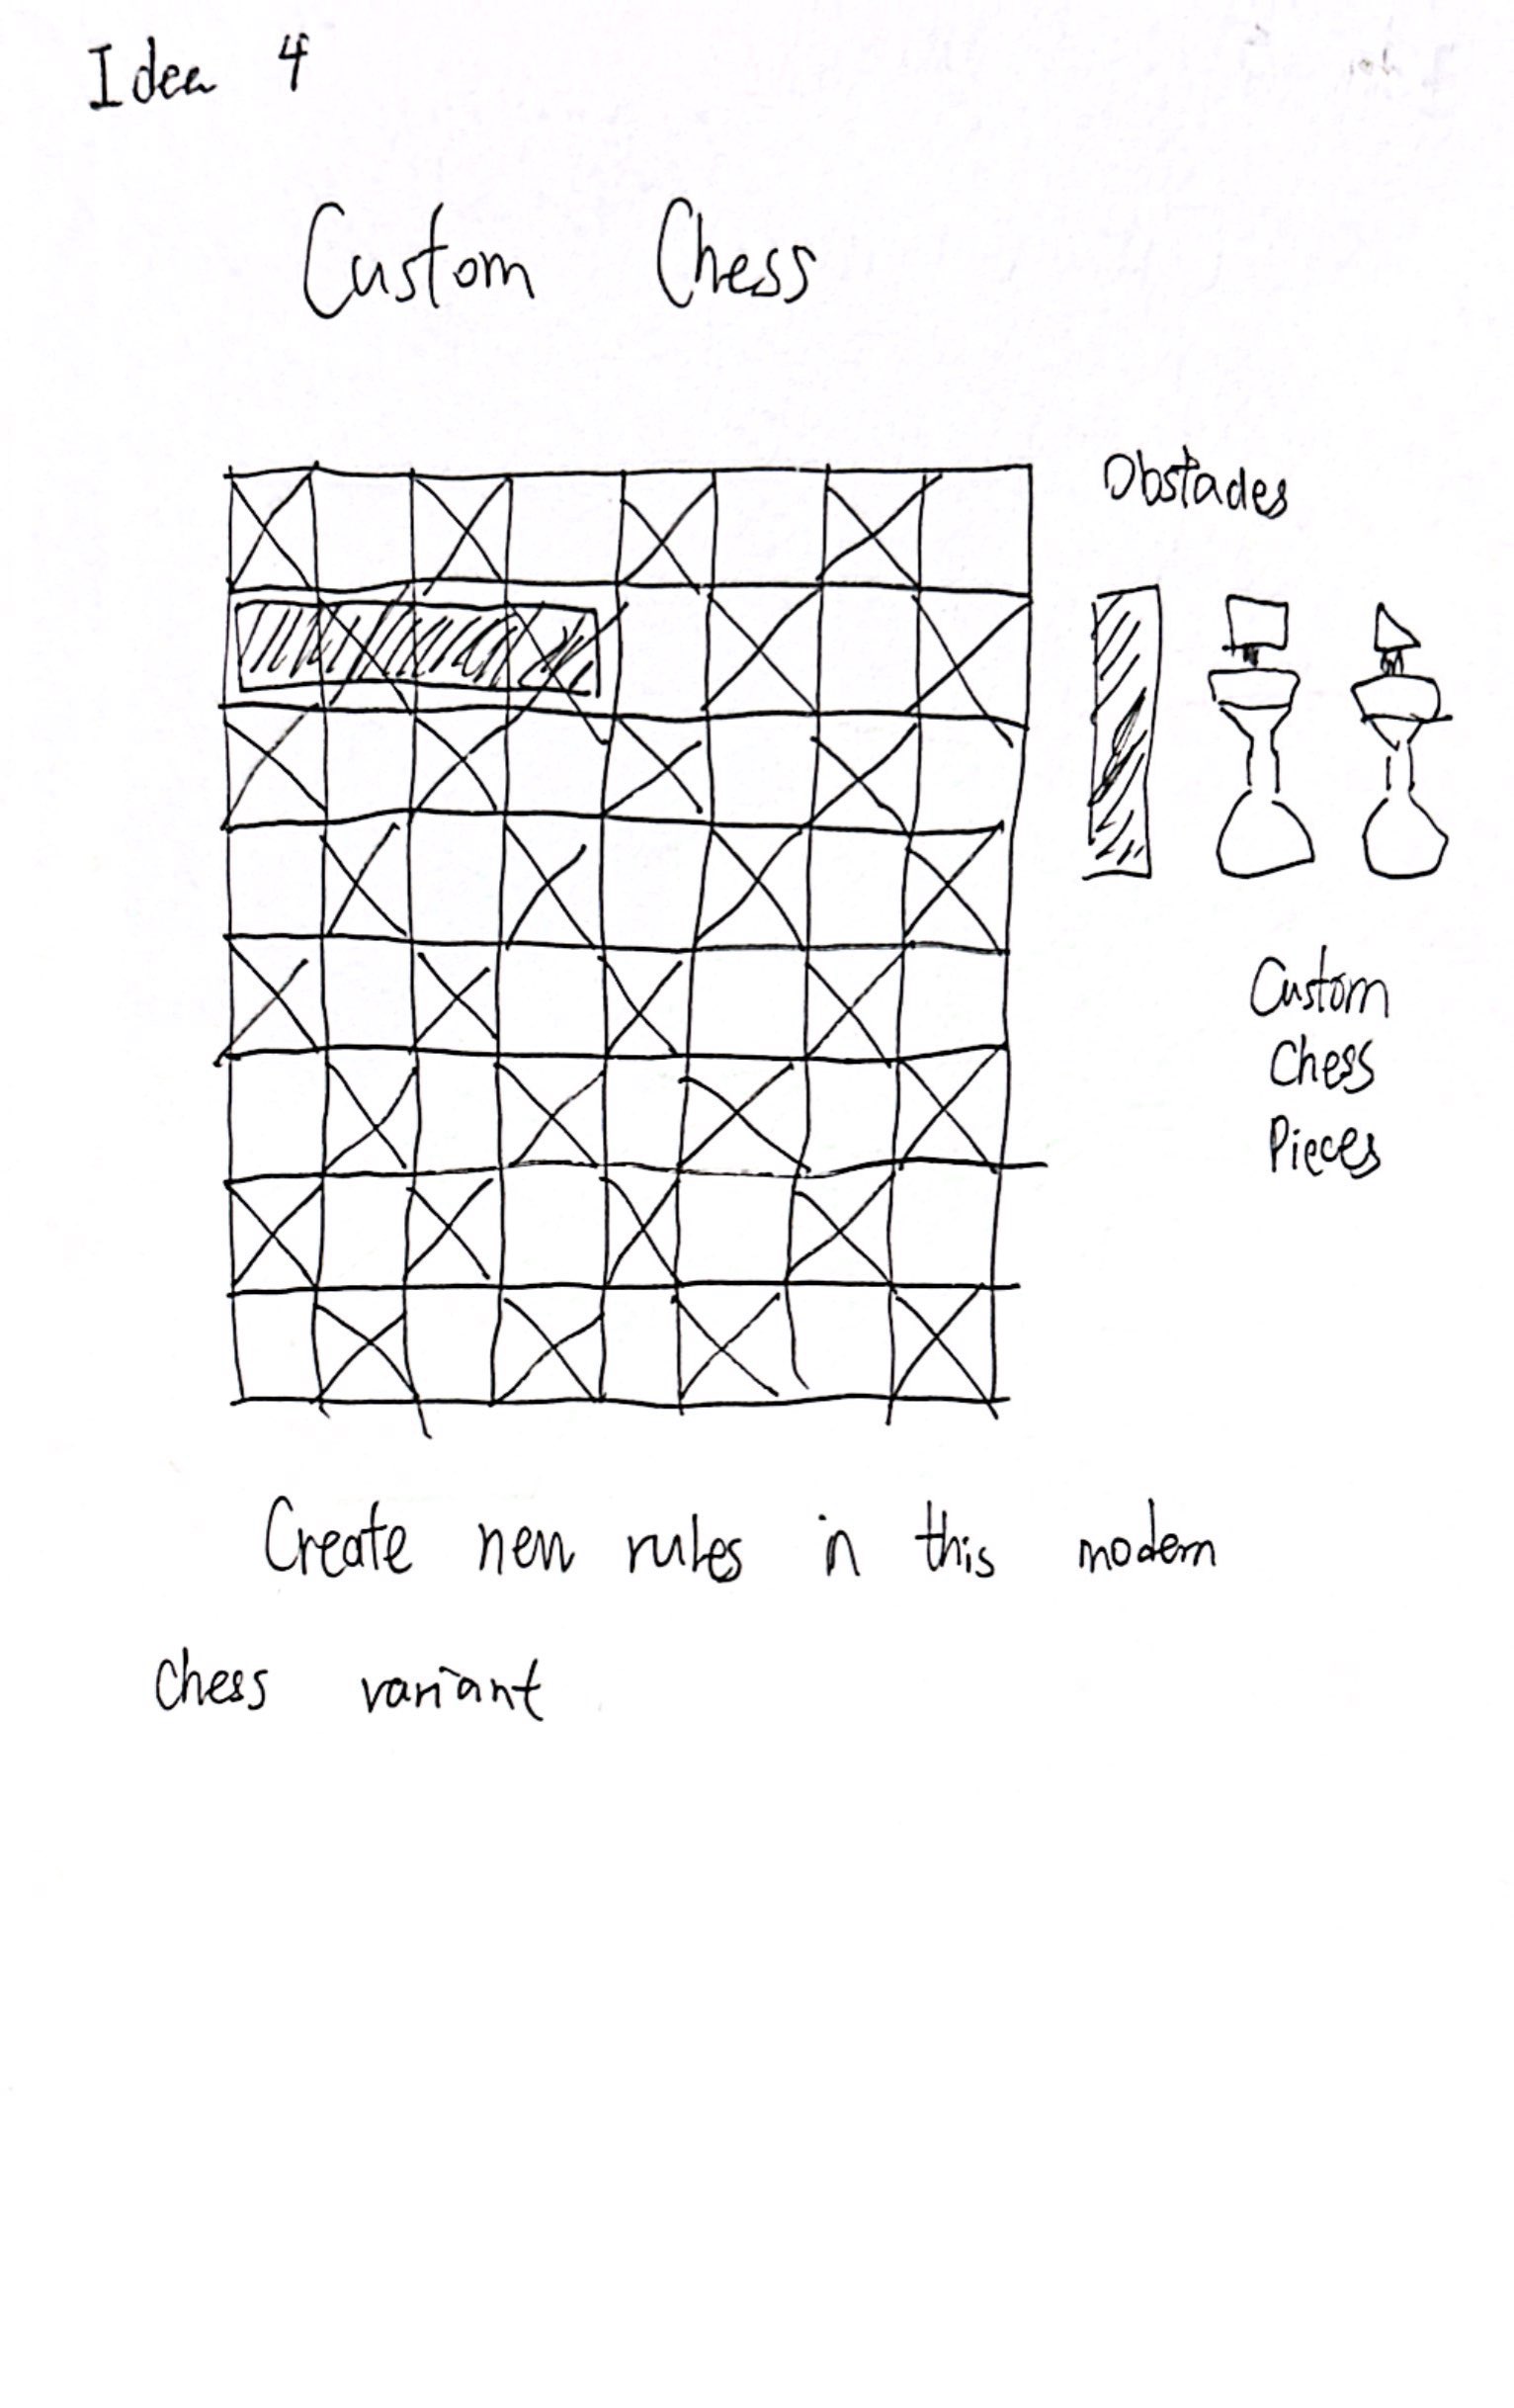 Idea 4
Custom Chess
Obstacles
Custom
Chess
Pieces
Create new rules in this modern
chess variant